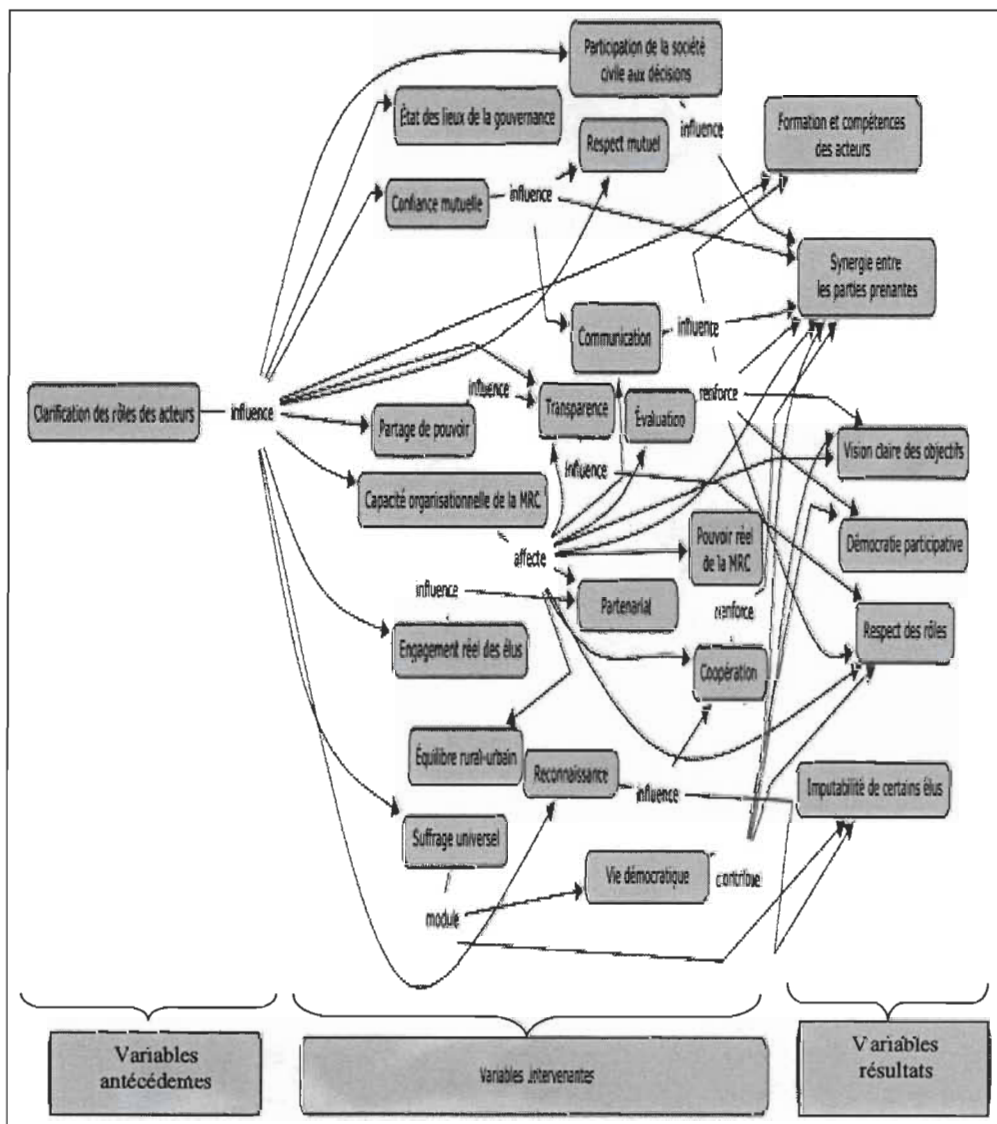 Participation de la société
civile aux décisions
État des lieux de la gouvernance
influence
Formation et compétences
des acteurs
Respect mutuel
Confiance mutuelle
influence
Synergie entre
les parties prenantes
Communication
influence
influence
renforce
Clarification des rôles des acteurs
influence
Transparence
Évaluation
Partage de pouvoir
Vision claire des objectifs
influence
Capacité organisationnelle de la MRC
Pouvoir réel
de la MRC
Démocratie participative
affecte
influence
Partenarial
renforce
Respect des rôles
Engagement réel des élus
Coopération
Équilibre rural-urbain
Reconnaissance
Imputabilité de certains élus
influence
Suffrage universel
Vie démocratique
contribue
module
Variables
antécédentes
Variables Intervenantes
Variables
résultats